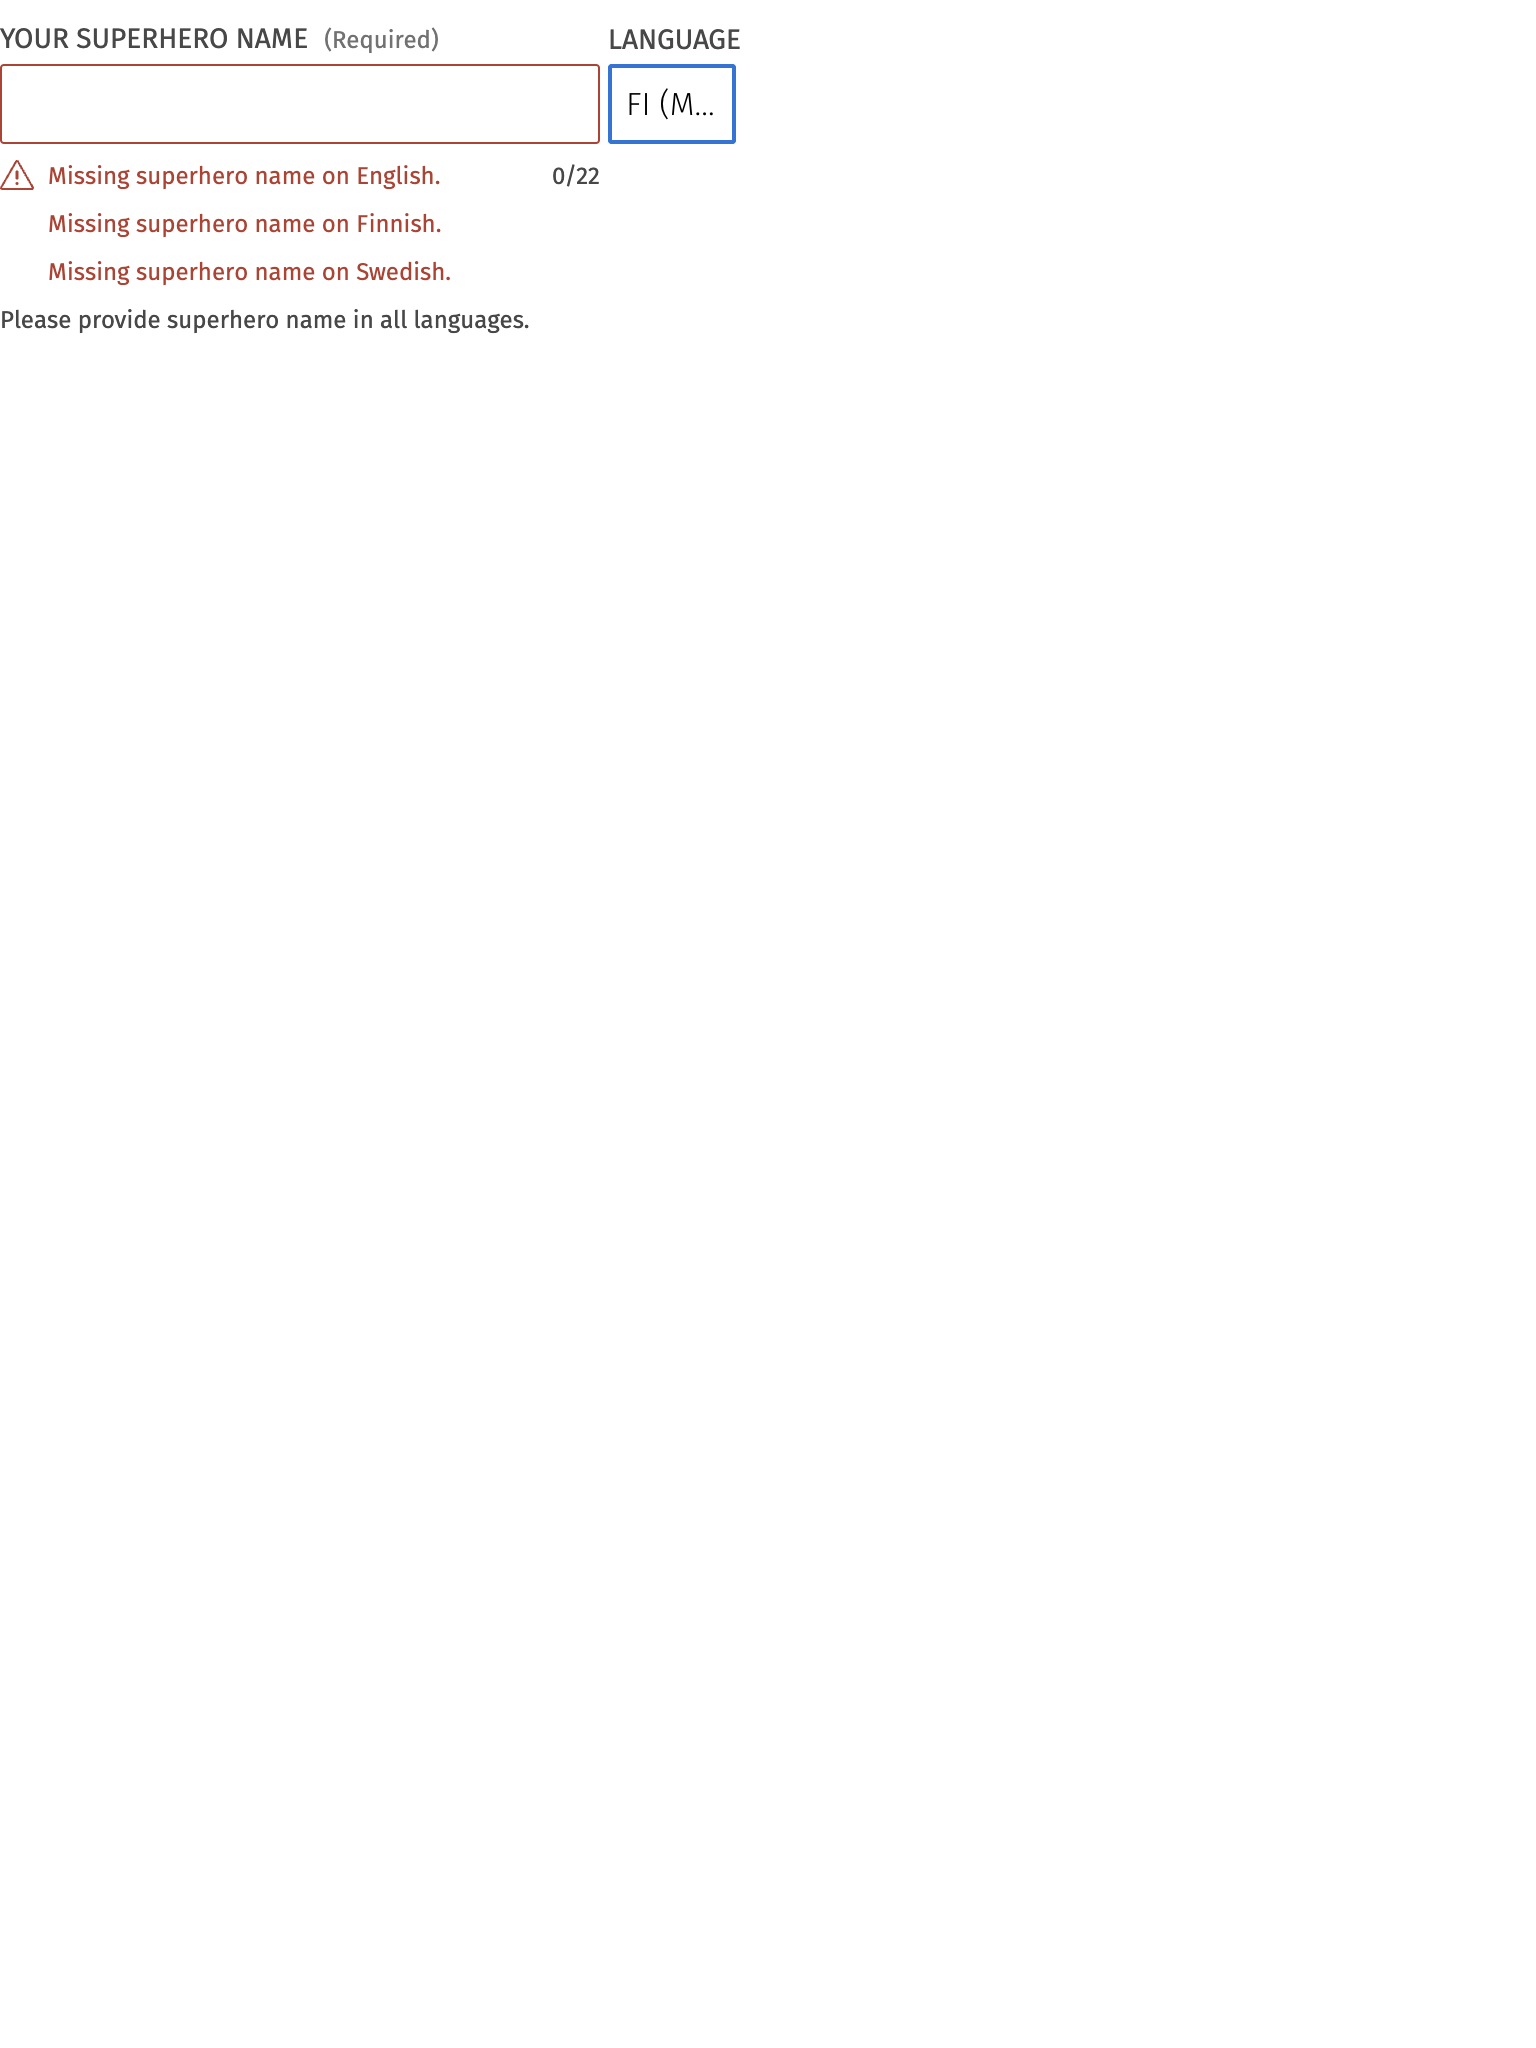 YOUR SUPERHERO NAME (Required)
LANGUAGE
FI (M...
Missing superhero name on English.
0/22
Missing superhero name on Finnish.
Missing superhero name on Swedish.
Please provide superhero name in all languages.